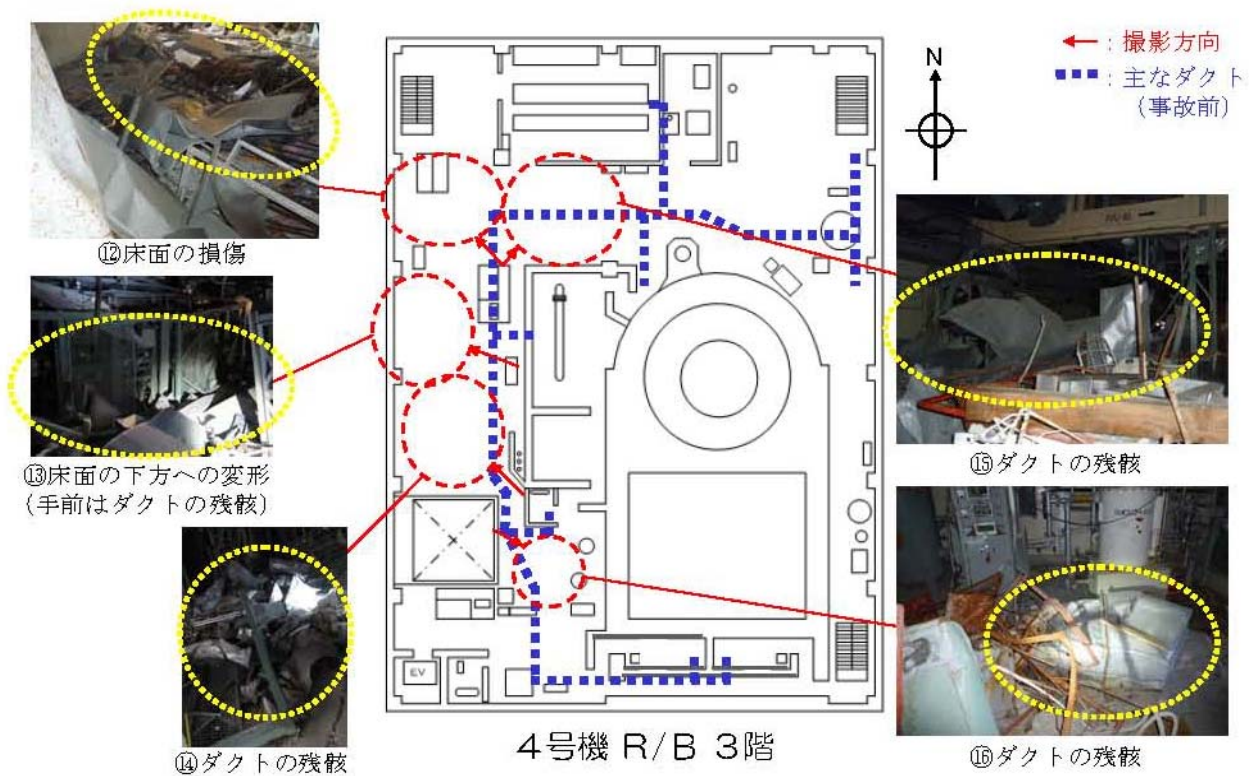 ←：撮影方向
N
：主なダクト
(事故前)
⑫床面の損傷
⑬床面の下方への変形
(手前はダクトの残骸)
⑮ダクトの残骸
EV
⑭ダクトの残骸
4号機 R/B 3階
⑯ダクトの残骸